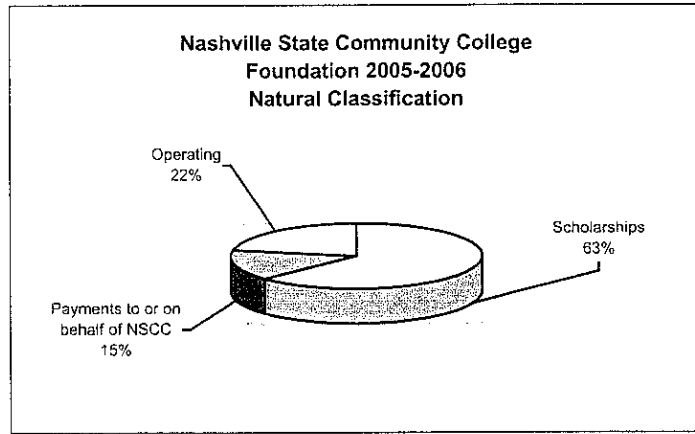 Nashville State Community College
Foundation 2005-2006
Natural Classification
Operating
22%
Scholarships
63%
Payments to or on
behalf of NSCC
15%